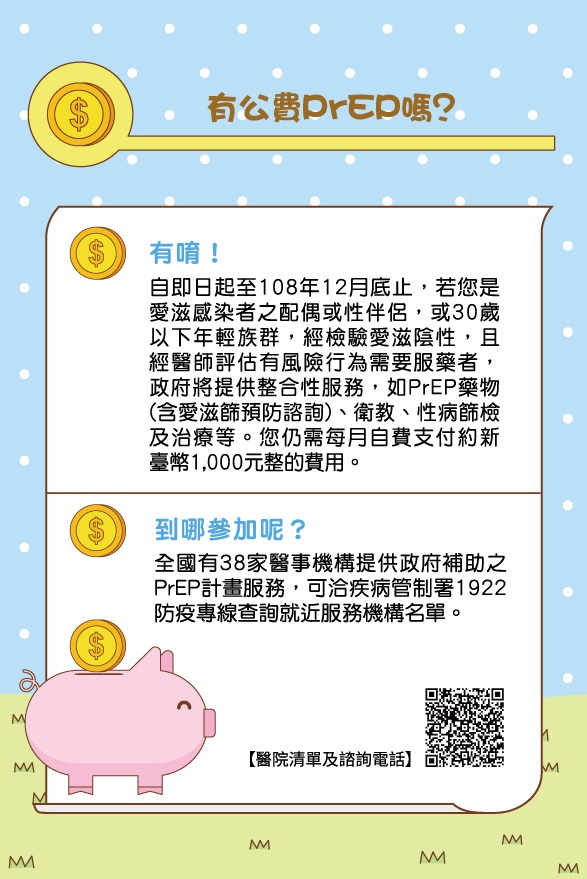 有公費PrEP嗎?
有唷！
自即日起至108年12月底止，若您是
愛滋感染者之配偶或性伴侶，或30歲
以下年輕族群，經檢驗愛滋陰性，且
經醫師評估有風險行為需要服藥者，
政府將提供整合性服務，如PrEP藥物
(含愛滋篩預防諮詢)、衛教、性病篩檢
及治療等。您仍需每月自費支付約新
臺幣1,000元整的費用。
到哪參加呢？
全國有38家醫事機構提供政府補助之
PrEP計畫服務，可洽疾病管制署1922
防疫專線查詢就近服務機構名單。
【醫院清單及諮詢電話】